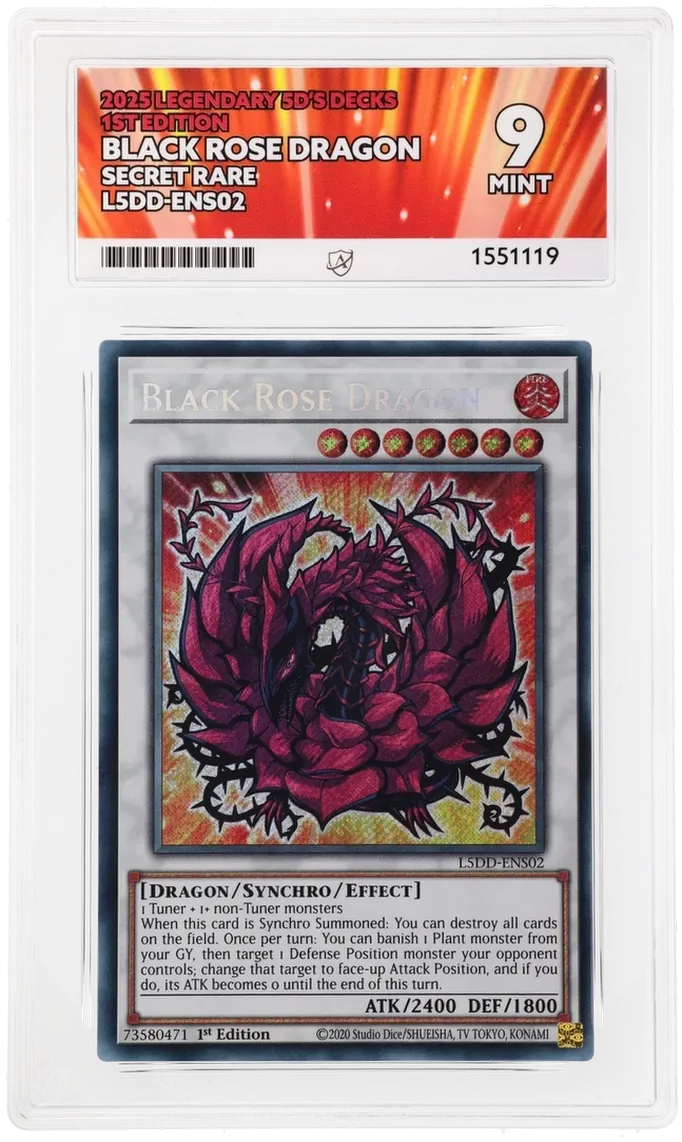 2025 LEGENDARY 5D'S DECKS
1ST EDITION
BLACK ROSE DRAGON
SECRET RARE
L5DD-ENS02
9
MINT
1551119
BLACK ROSE DRAGON
FIRE
炎
L5DD-ENS02
[DRAGON/SYNCHRO/EFFECT]
1 Tuner + 1+ non-Tuner monsters
When this card is Synchro Summoned: You can destroy all cards
on the field. Once per turn: You can banish 1 Plant monster from
your GY, then target 1 Defense Position monster your opponent
controls; change that target to face-up Attack Position, and if you
do, its ATK becomes 0 until the end of this turn.
ATK/2400 DEF/1800
73580471 1st Edition ©2020 Studio Dice/SHUEISHA, TV TOKYO, KONAMI